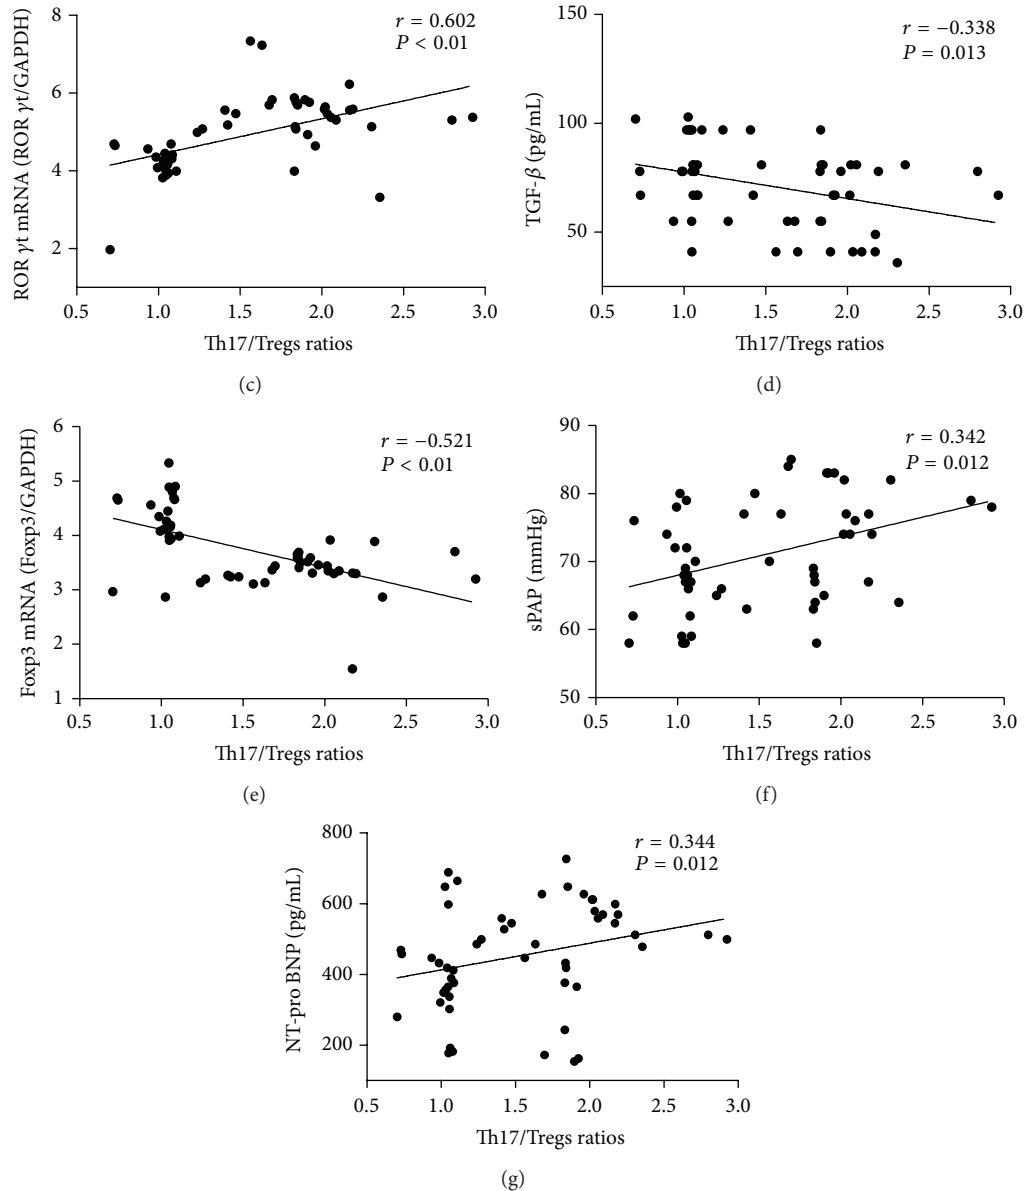 8
6
4
2
ROR γt mRNA (ROR γt/GAPDH)
r = 0.602
P < 0.01
0.5 1.0 1.5 2.0 2.5 3.0
Th17/Tregs ratios
(c)
150
100
50
TGF-β (pg/mL)
r = −0.338
P = 0.013
0.5 1.0 1.5 2.0 2.5 3.0
Th17/Tregs ratios
(d)
6
5
4
3
2
1
Foxp3 mRNA (Foxp3/GAPDH)
r = −0.521
P < 0.01
0.5 1.0 1.5 2.0 2.5 3.0
Th17/Tregs ratios
(e)
90
80
70
60
50
sPAP (mmHg)
r = 0.342
P = 0.012
0.5 1.0 1.5 2.0 2.5 3.0
Th17/Tregs ratios
(f)
800
600
400
200
NT-pro BNP (pg/mL)
r = 0.344
P = 0.012
0.5 1.0 1.5 2.0 2.5 3.0
Th17/Tregs ratios
(g)